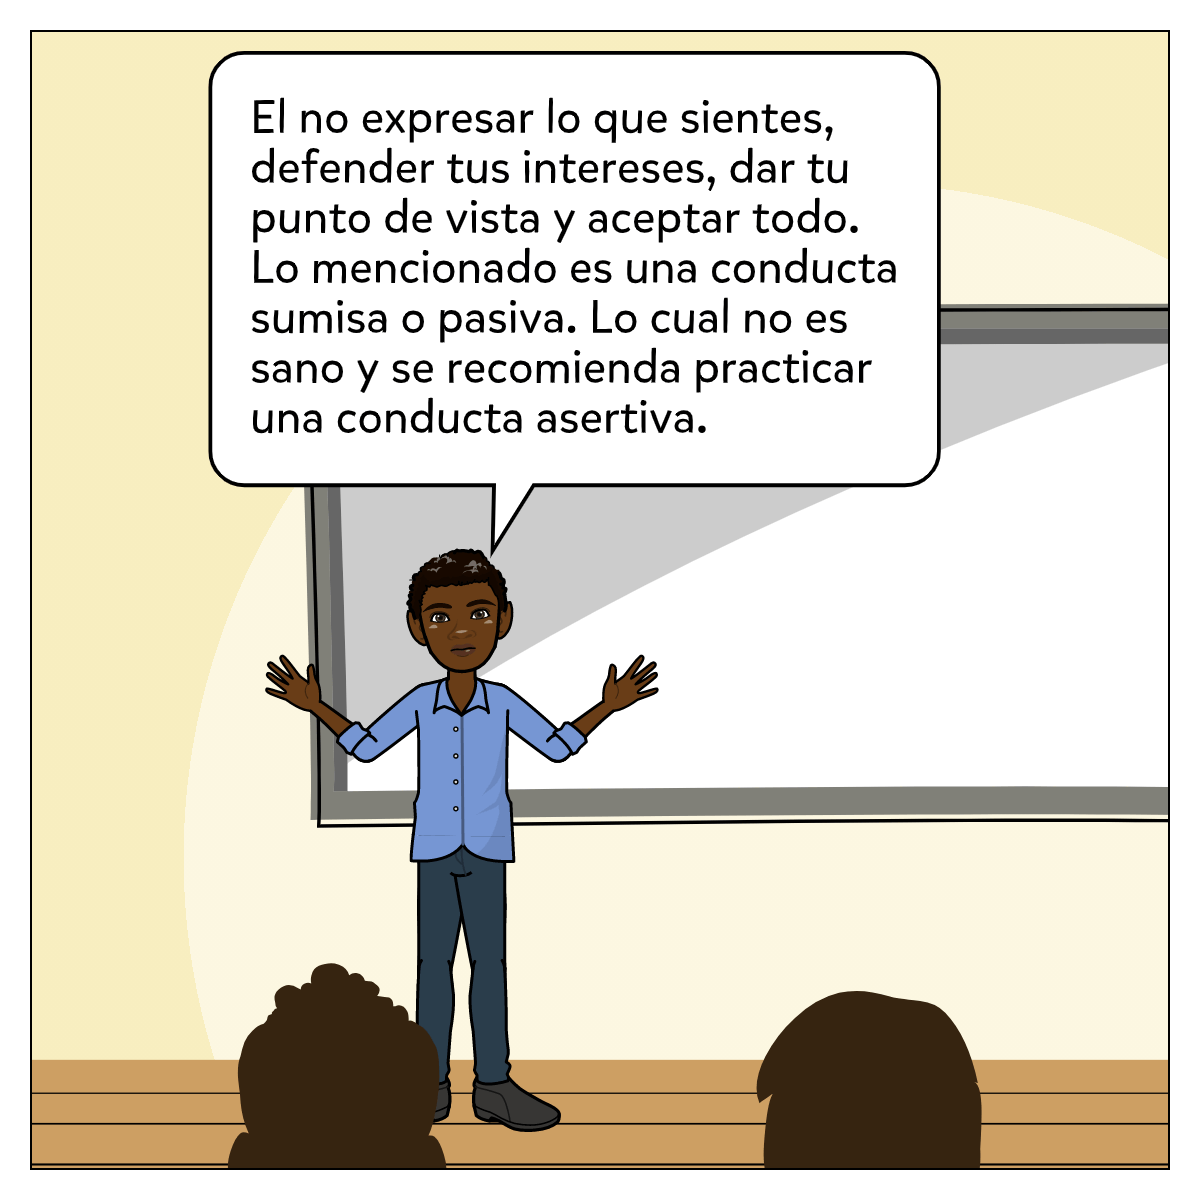 El no expresar lo que sientes,
defender tus intereses, dar tu
punto de vista y aceptar todo.
Lo mencionado es una conducta
sumisa o pasiva. Lo cual no es
sano y se recomienda practicar
una conducta asertiva.